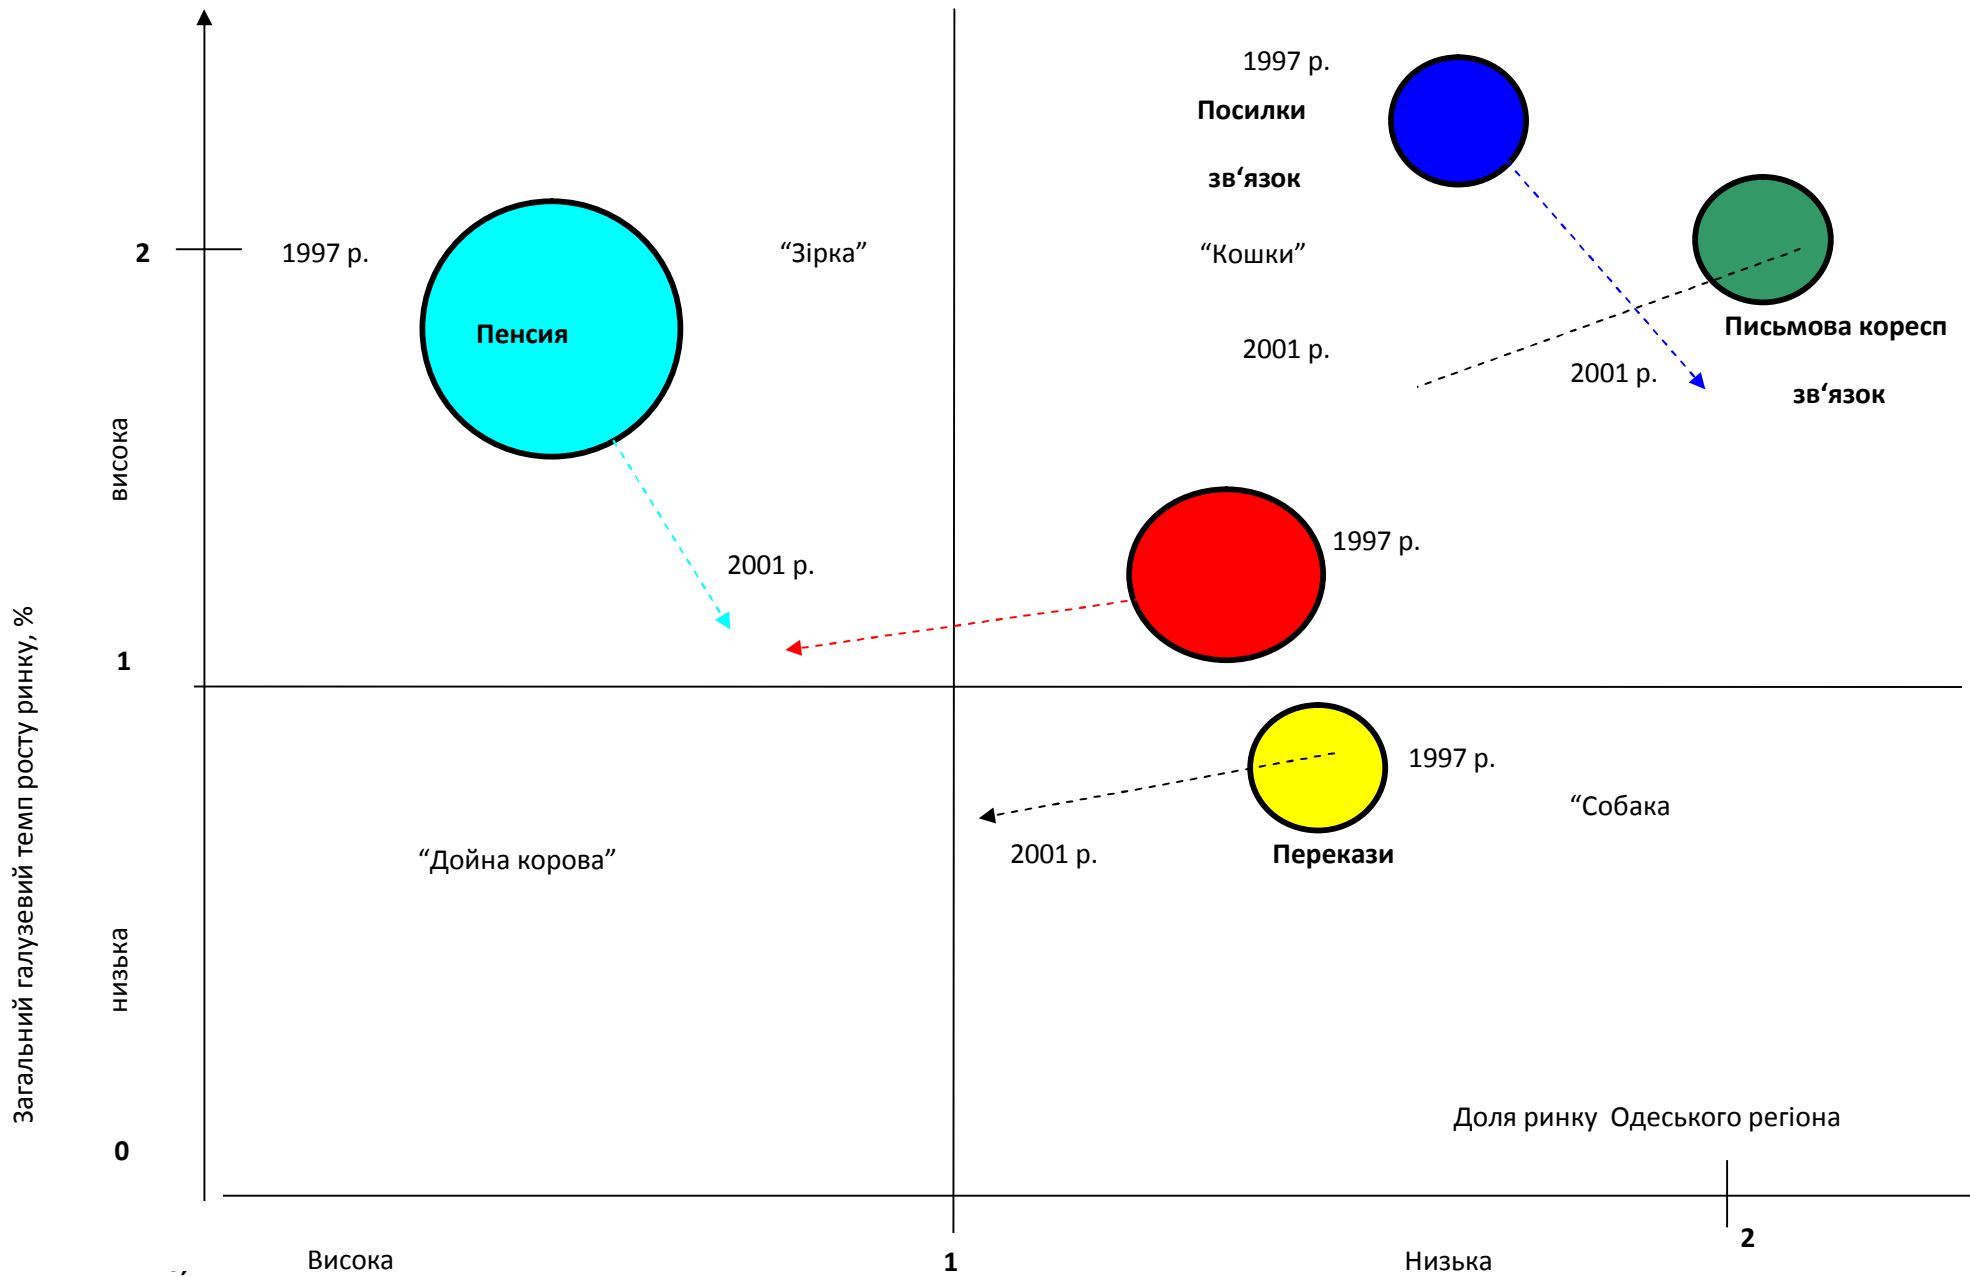 1997 р.
Посилки
зв‘язок
2
1997 р.
“Зірка”
“Кошки”
Пенсия
Письмова коресп
2001 р.
2001 р.
зв‘язок
висока
1997 р.
2001 р.
1
Загальний галузевий темп росту ринку, %
1997 р.
“Собака
2001 р.
Перекази
“Дойна корова”
низька
Доля ринку Одеського регіона
0
2
Висока
1
Низька